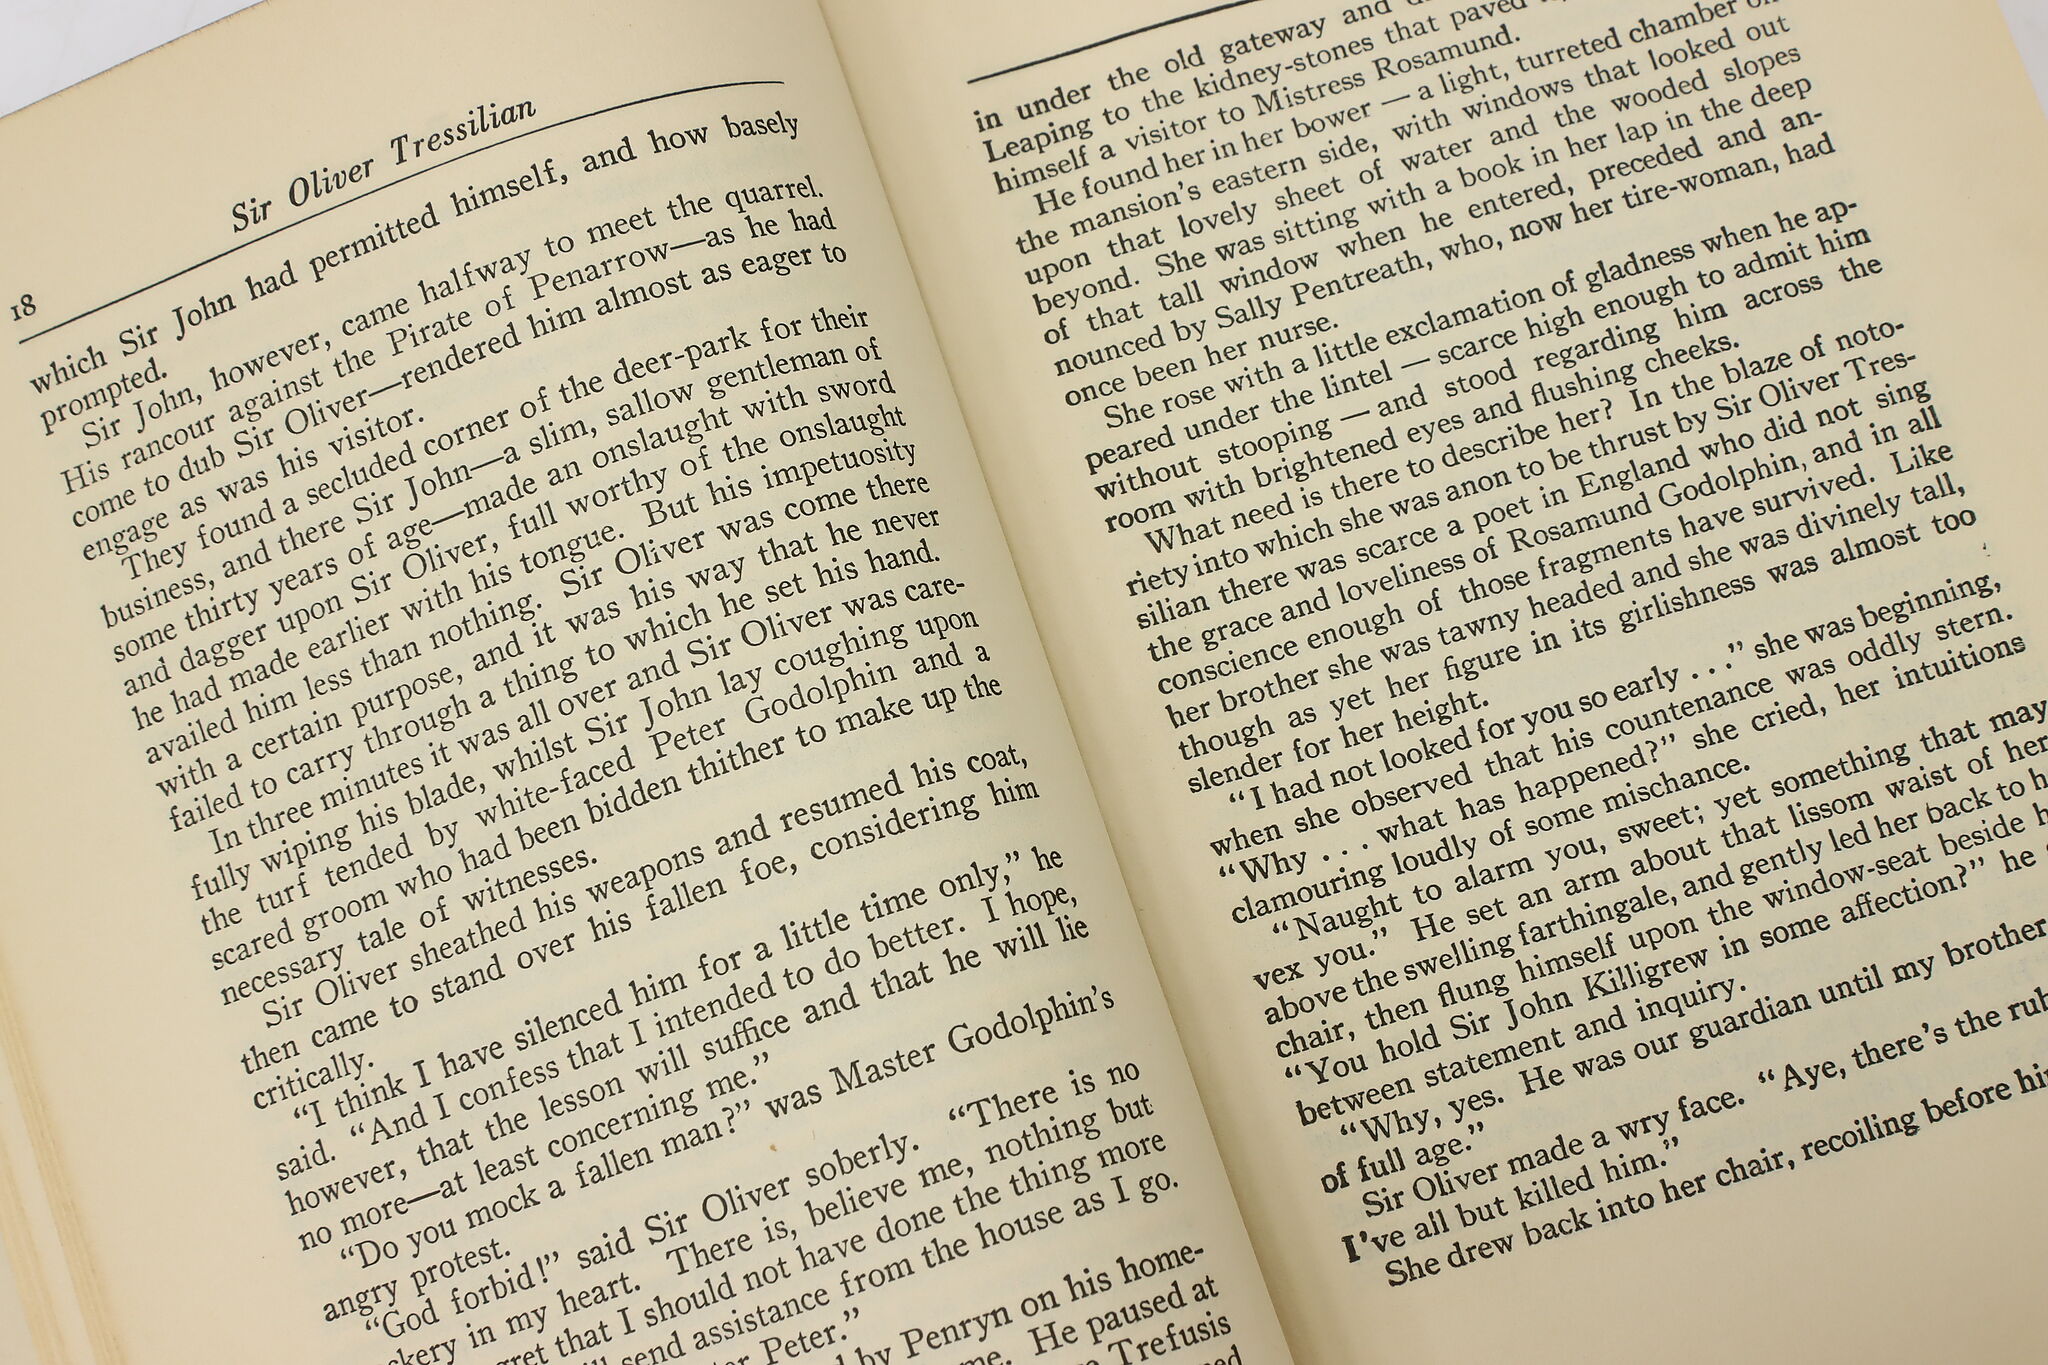 18
Sir Oliver Tressilian
which Sir John had permitted himself, and how basely
prompted.
Sir John, however, came halfway to meet the quarrel.
His rancour against the Pirate of Penarrow—as he had
come to dub Sir Oliver—rendered him almost as eager to
engage as was his visitor.
They found a secluded corner of the deer-park for their
business, and there Sir John—a slim, sallow gentleman of
some thirty years of age—made an onslaught with sword
and dagger upon Sir Oliver, full worthy of the onslaught
he had made earlier with his tongue. But his impetuosity
availed him less than nothing. Sir Oliver was come there
with a certain purpose, and it was his way that he never
failed to carry through a thing to which he set his hand.
In three minutes it was all over and Sir Oliver was care-
fully wiping his blade, whilst Sir John lay coughing upon
the turf tended by white-faced Peter Godolphin and a
scared groom who had been bidden thither to make up the
necessary tale of witnesses.
Sir Oliver sheathed his weapons and resumed his coat,
then came to stand over his fallen foe, considering him
critically.
“I think I have silenced him for a little time only,” he
said. “And I confess that I intended to do better. I hope,
however, that the lesson will suffice and that he will lie
no more—at least concerning me.”
“Do you mock a fallen man?” was Master Godolphin's
angry protest.
“God forbid!” said Sir Oliver soberly. “There is no
in my heart. There is, believe me, nothing but
that I should not have done the thing more
send assistance from the house as I go.
Peter.”
by Penryn on his home-
He paused at
Trefusis
in under the old gateway and
Leaping to the kidney-stones that paved
himself a visitor to Mistress Rosamund.
He found her in her bower — a light, turreted chamber on
the mansion's eastern side, with windows that looked out
upon that lovely sheet of water and the wooded slopes
beyond. She was sitting with a book in her lap in the deep
of that tall window when he entered, preceded and an-
nounced by Sally Pentreath, who, now her tire-woman, had
once been her nurse.
She rose with a little exclamation of gladness when he ap-
peared under the lintel — scarce high enough to admit him
without stooping — and stood regarding him across the
room with brightened eyes and flushing cheeks.
What need is there to describe her? In the blaze of noto-
riety into which she was anon to be thrust by Sir Oliver Tres-
silian there was scarce a poet in England who did not sing
the grace and loveliness of Rosamund Godolphin, and in all
conscience enough of those fragments have survived. Like
her brother she was tawny headed and she was divinely tall,
though as yet her figure in its girlishness was almost too
slender for her height.
“I had not looked for you so early . . .” she was beginning,
when she observed that his countenance was oddly stern.
“Why . . . what has happened?” she cried, her intuitions
clamouring loudly of some mischance.
“Naught to alarm you, sweet; yet something that may
vex you.” He set an arm about that lissom waist of her
above the swelling farthingale, and gently led her back to
chair, then flung himself upon the window-seat beside
“You hold Sir John Killigrew in some affection?” he
between statement and inquiry.
“Why, yes. He was our guardian until my brother
of full age.”
Sir Oliver made a wry face. “Aye, there's the rub
I've all but killed him.”
She drew back into her chair, recoiling before